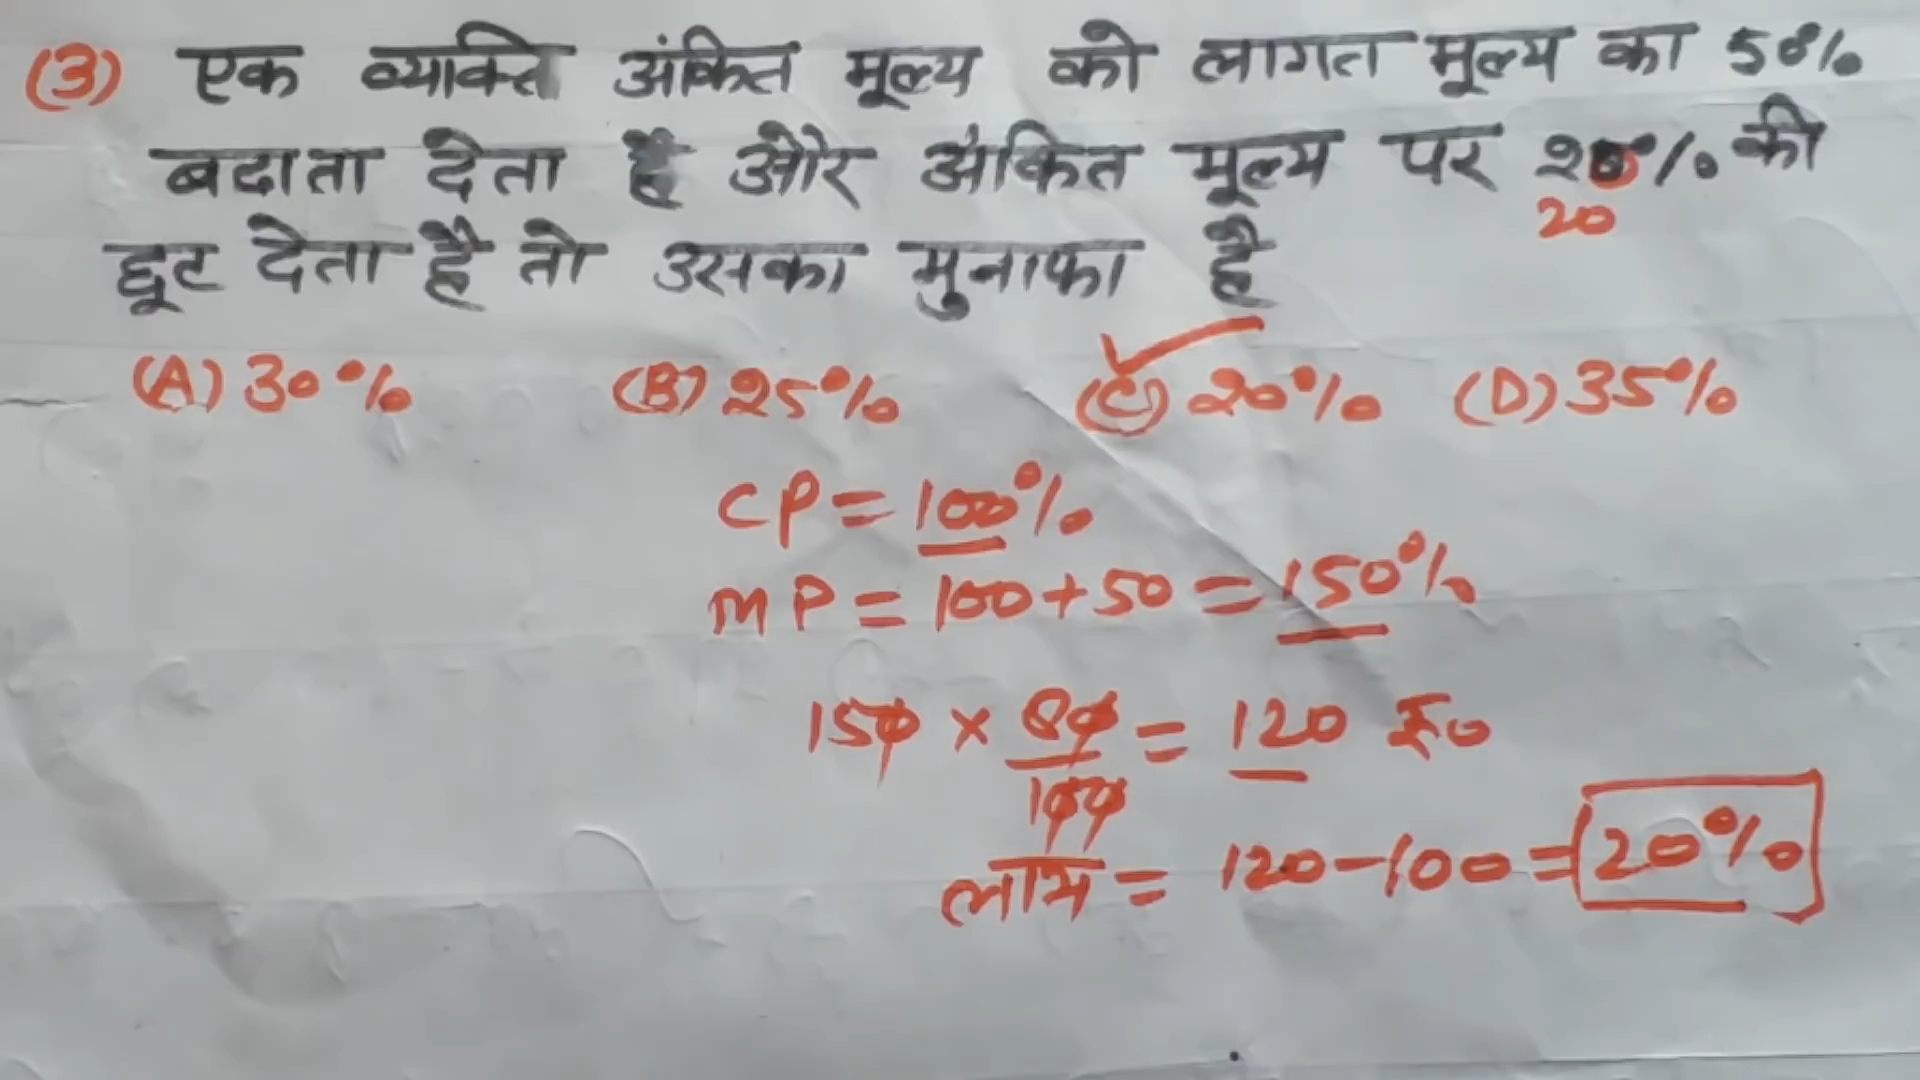 (3) एक व्यक्ति अंकित मूल्य को लागत मूल्य का 50%
बढाता देता है और अंकित मूल्य पर 20% की
20
छूट देता है तो उसका मुनाफा है
(A) 30% (B) 25% (C) 20% (D) 35%
CP = 100%
MP = 100+50 = 150%
150 × 80/100 = 120 रु०
लाभ = 120-100 = 20%